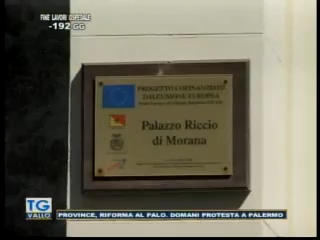 FINE LAVORI OSPEDALE
-192 GG
PROGETTO COFINANZIATO
DALL'UNIONE EUROPEA
Palazzo Riccio
di Morana
TG
VALLO
PROVINCE, RIFORMA AL PALO. DOMANI PROTESTA A PALERMO